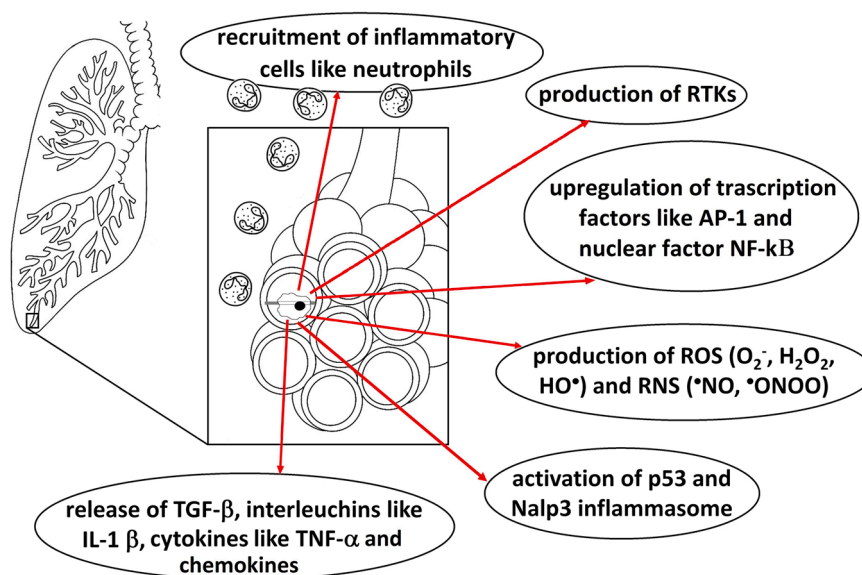 recruitment of inflammatory
cells like neutrophils
production of RTKs
upregulation of trascription
factors like AP-1 and
nuclear factor NF-kB
production of ROS (O₂⁻, H₂O₂,
HO•) and RNS (•NO, •ONOO)
activation of p53 and
Nalp3 inflammasome
release of TGF-β, interleuchins like
IL-1 β, cytokines like TNF-α and
chemokines